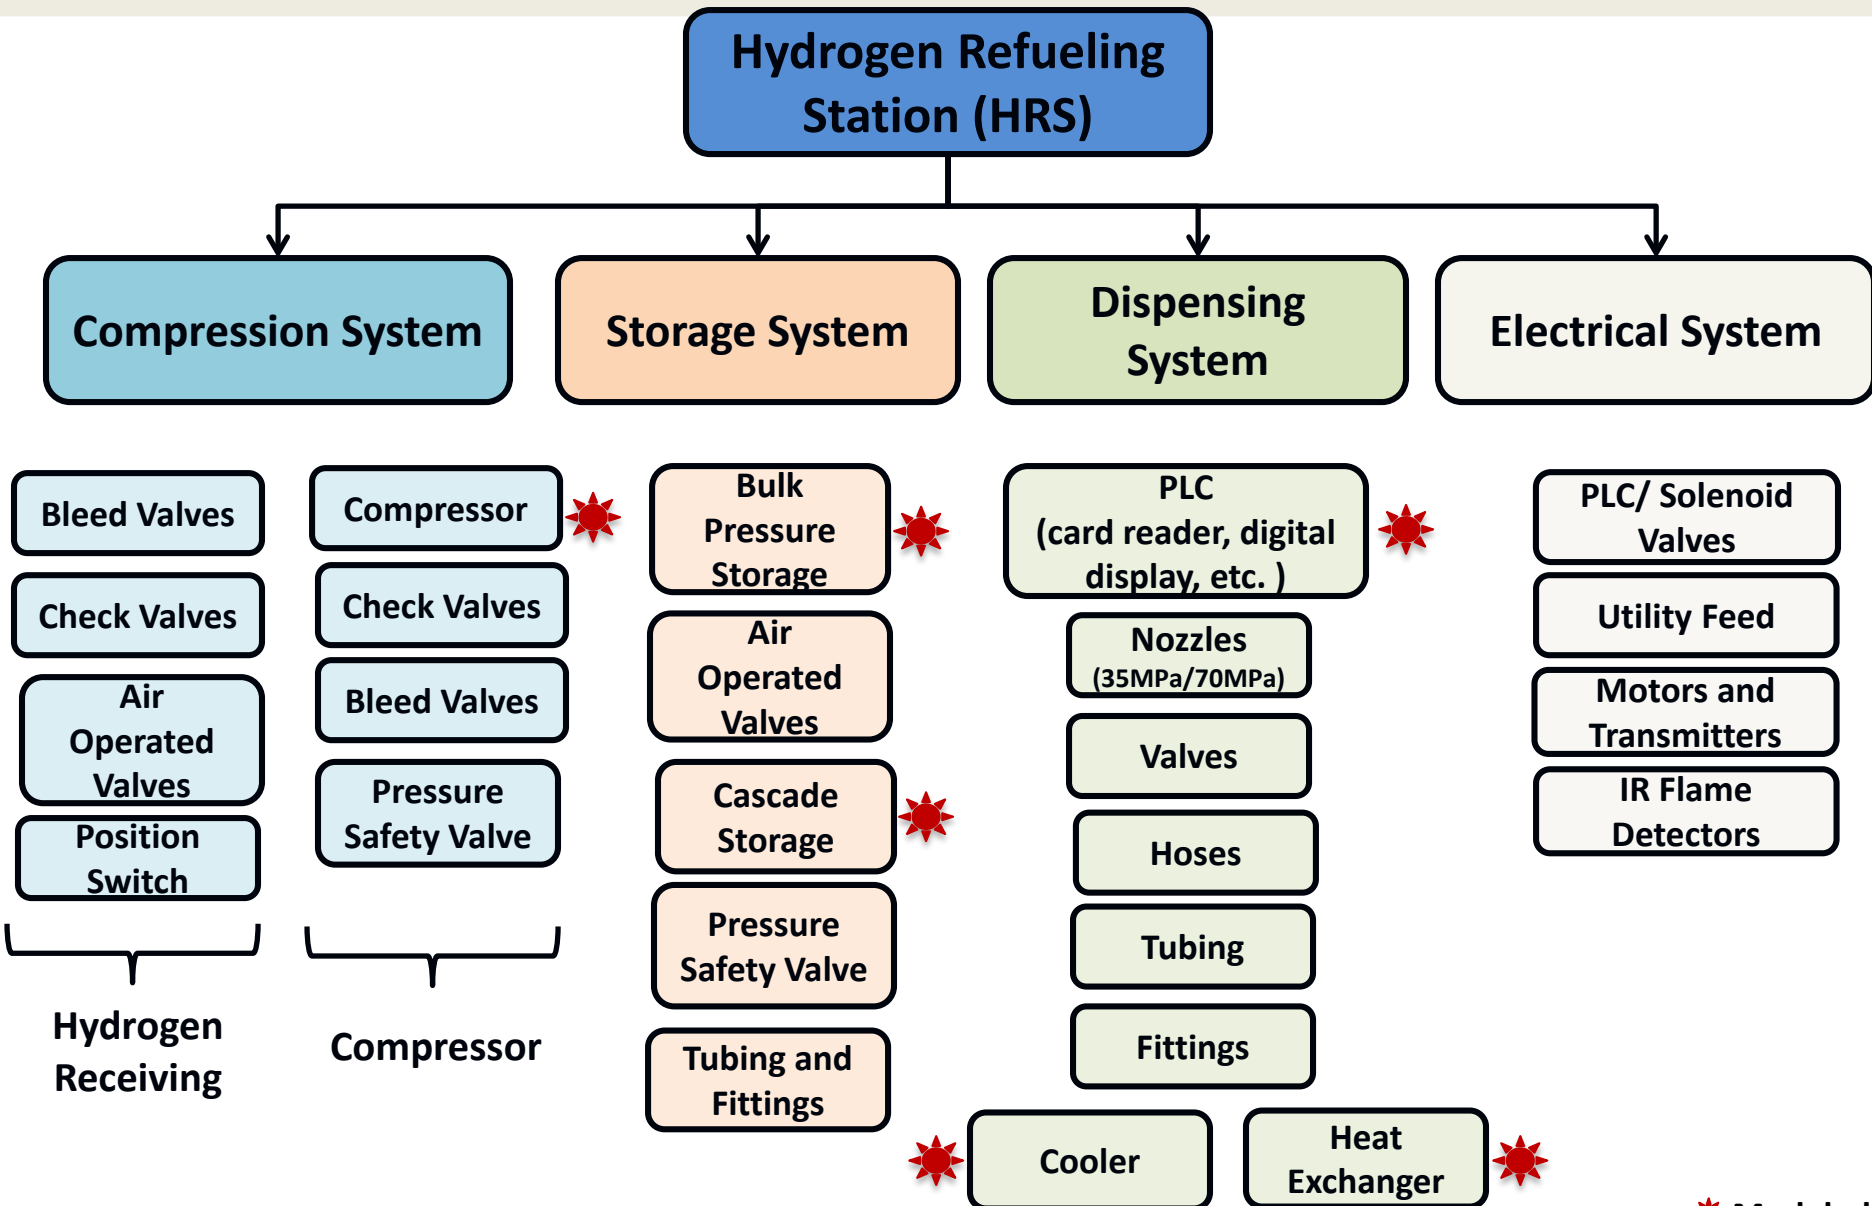 Hydrogen Refueling
Station (HRS)
Compression System
Storage System
Dispensing
System
Electrical System
Bleed Valves
Check Valves
Air
Operated
Valves
Position
Switch
Hydrogen
Receiving
Compressor
Check Valves
Bleed Valves
Pressure
Safety Valve
Compressor
Bulk
Pressure
Storage
Air
Operated
Valves
Cascade
Storage
Pressure
Safety Valve
Tubing and
Fittings
PLC
(card reader, digital
display, etc. )
Nozzles
(35MPa/70MPa)
Valves
Hoses
Tubing
Fittings
Cooler
Heat
Exchanger
PLC/ Solenoid
Valves
Utility Feed
Motors and
Transmitters
IR Flame
Detectors